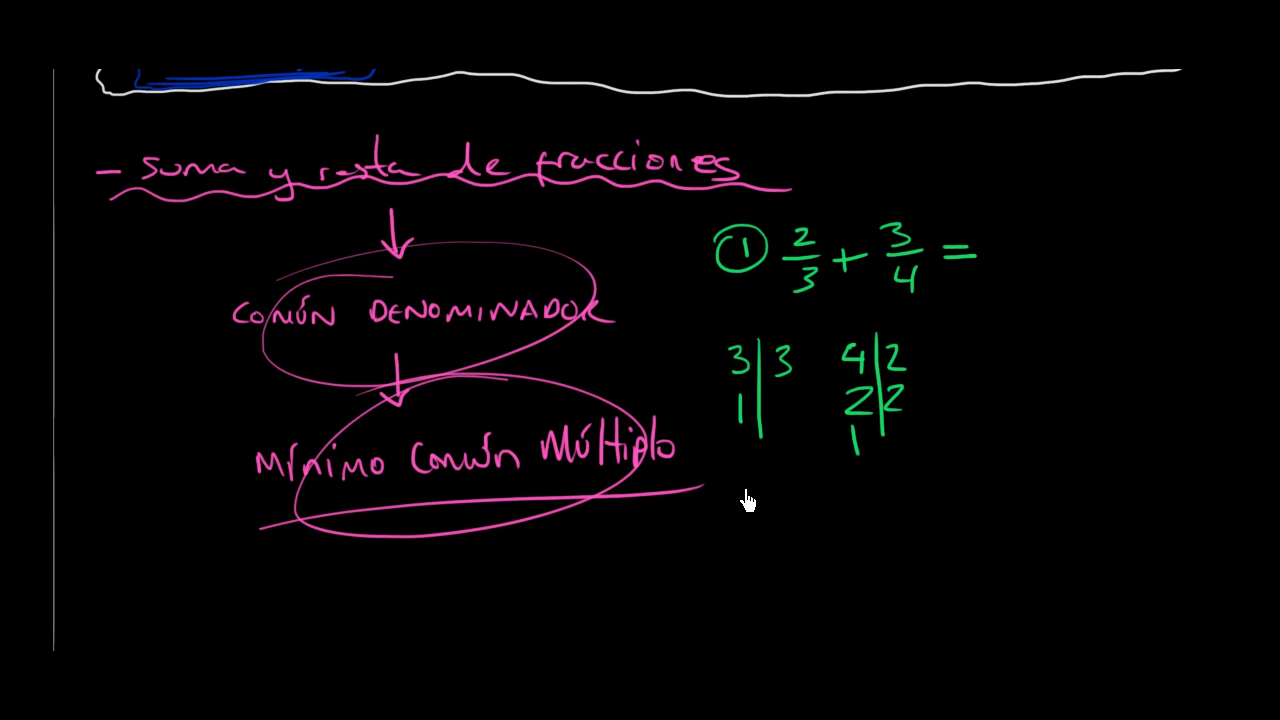 - Suma y resta de fracciones
COMÚN DENOMINADOR
Mínimo Común Múltiplo
① 2/3 + 3/4 =
3|3 4|2
1| 2|2
1